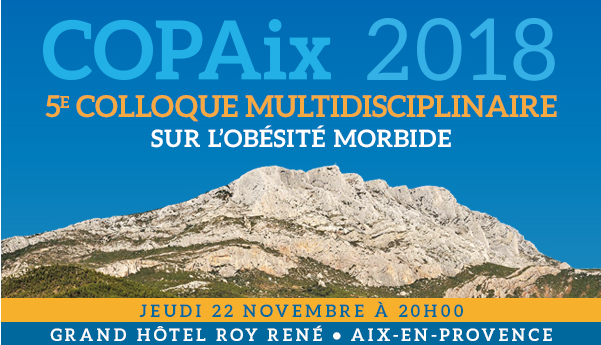 COPAix 2018
5E COLLOQUE MULTIDISCIPLINAIRE
SUR L'OBÉSITÉ MORBIDE
JEUDI 22 NOVEMBRE À 20H00
GRAND HÔTEL ROY RENÉ • AIX-EN-PROVENCE